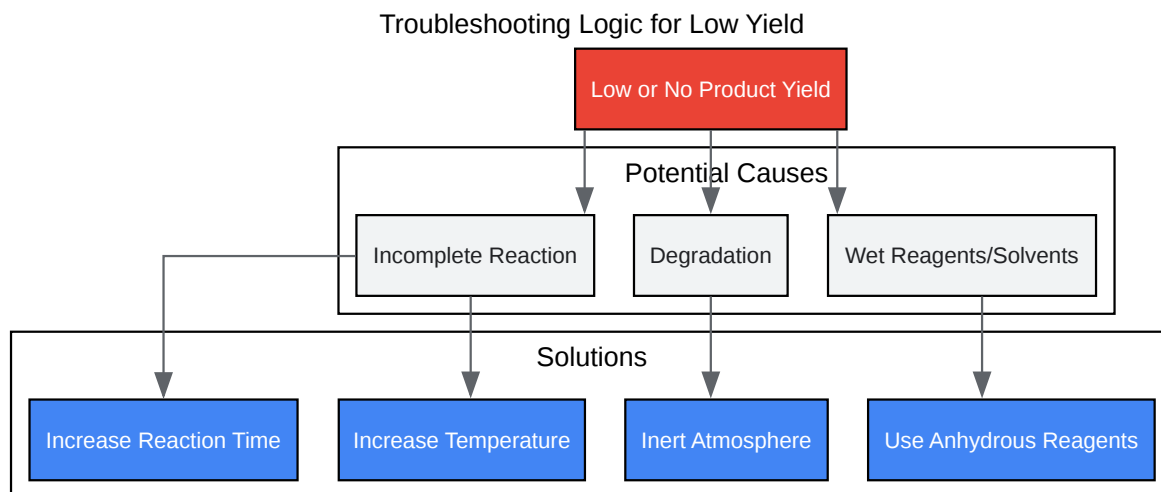 Troubleshooting Logic for Low Yield
Low or No Product Yield
Potential Causes
Incomplete Reaction
Degradation
Wet Reagents/Solvents
Solutions
Increase Reaction Time
Increase Temperature
Inert Atmosphere
Use Anhydrous Reagents